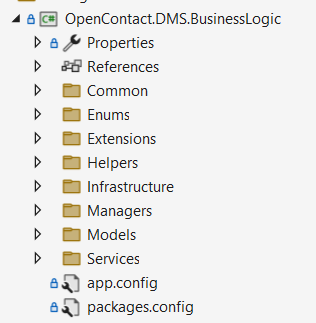 C# OpenContact.DMS.BusinessLogic
Properties
References
Common
Enums
Extensions
Helpers
Infrastructure
Managers
Models
Services
app.config
packages.config